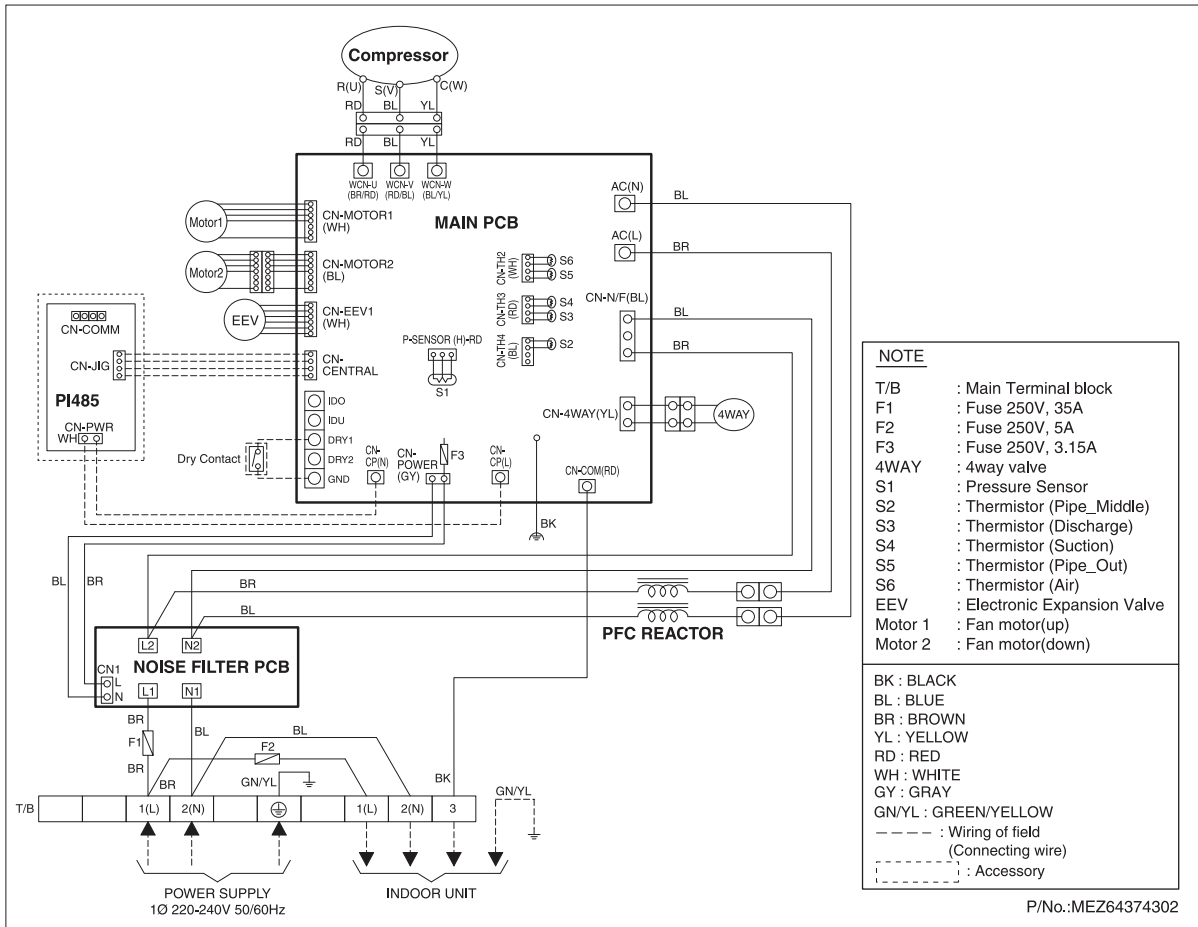 Compressor
R(U)
S(V)
C(W)
RD
BL
YL
RD
BL
YL
WCN-U
(BR/RD)
WCN-V
(RD/BL)
WCN-W
(BL/YL)
MAIN PCB
AC(N)
BL
AC(L)
BR
Motor1
CN-MOTOR1
(WH)
Motor2
CN-MOTOR2
(BL)
EEV
CN-EEV1
(WH)
CN-TH2
(WH)
S6
S5
CN-TH3
(RD)
S4
S3
CN-TH4
(BL)
S2
CN-N/F(BL)
BL
BR
P-SENSOR (H)-RD
S1
CN-COMM
CN-JIG
PI485
CN-PWR
WH
CN-
CENTRAL
IDO
IDU
DRY1
DRY2
GND
Dry Contact
CN-
CP(N)
CN-
POWER
(GY)
F3
CN-
CP(L)
CN-4WAY(YL)
4WAY
CN-COM(RD)
BK
BL
BR
BR
BL
PFC REACTOR
L2
N2
NOISE FILTER PCB
CN1
L
N
L1
N1
BR
F1
BR
BL
BR
F2
BL
GN/YL
BK
GN/YL
T/B
1(L)
2(N)
1(L)
2(N)
3
POWER SUPPLY
1Ø 220-240V 50/60Hz
INDOOR UNIT
NOTE
T/B : Main Terminal block
F1 : Fuse 250V, 35A
F2 : Fuse 250V, 5A
F3 : Fuse 250V, 3.15A
4WAY : 4way valve
S1 : Pressure Sensor
S2 : Thermistor (Pipe_Middle)
S3 : Thermistor (Discharge)
S4 : Thermistor (Suction)
S5 : Thermistor (Pipe_Out)
S6 : Thermistor (Air)
EEV : Electronic Expansion Valve
Motor 1 : Fan motor(up)
Motor 2 : Fan motor(down)
BK : BLACK
BL : BLUE
BR : BROWN
YL : YELLOW
RD : RED
WH : WHITE
GY : GRAY
GN/YL : GREEN/YELLOW
: Wiring of field
(Connecting wire)
: Accessory
P/No.:MEZ64374302